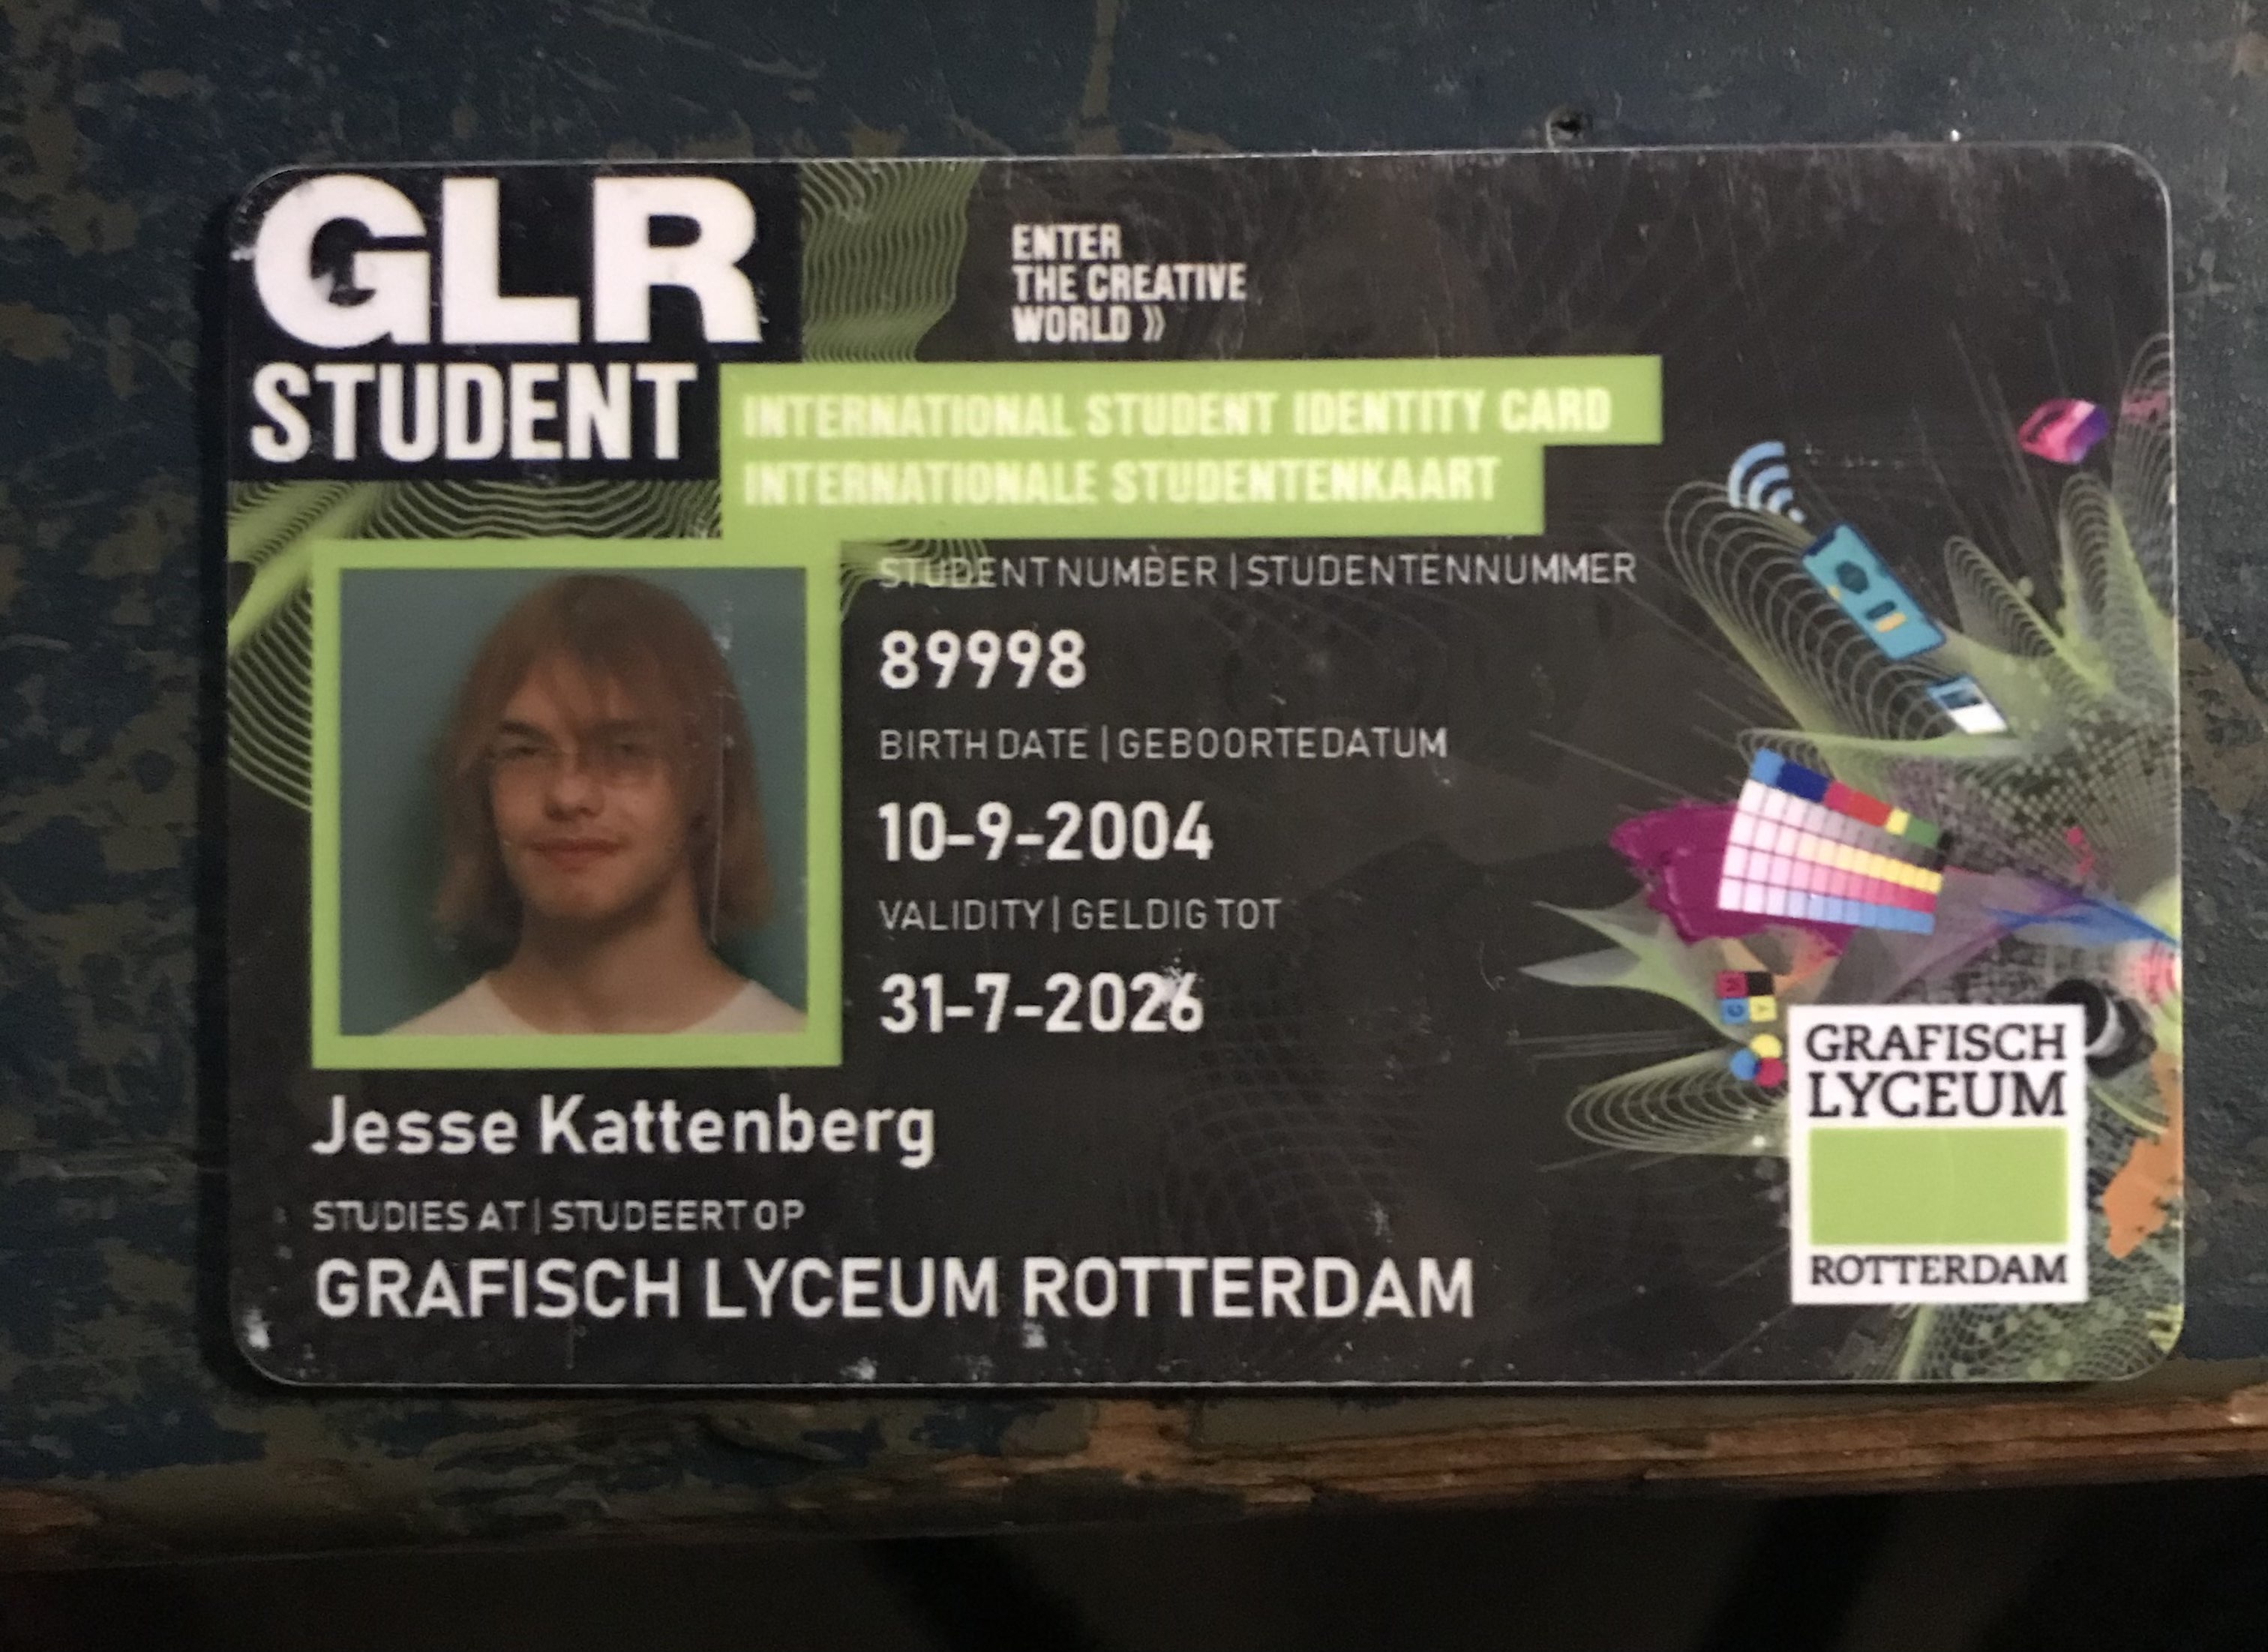 GLR
STUDENT
ENTER
THE CREATIVE
WORLD »
INTERNATIONAL STUDENT IDENTITY CARD
INTERNATIONALE STUDENTENKAART
STUDENT NUMBER | STUDENTENNUMMER
89998
BIRTH DATE | GEBOORTEDATUM
10-9-2004
VALIDITY | GELDIG TOT
31-7-2026
Jesse Kattenberg
STUDIES AT | STUDEERT OP
GRAFISCH LYCEUM ROTTERDAM
GRAFISCH
LYCEUM
ROTTERDAM